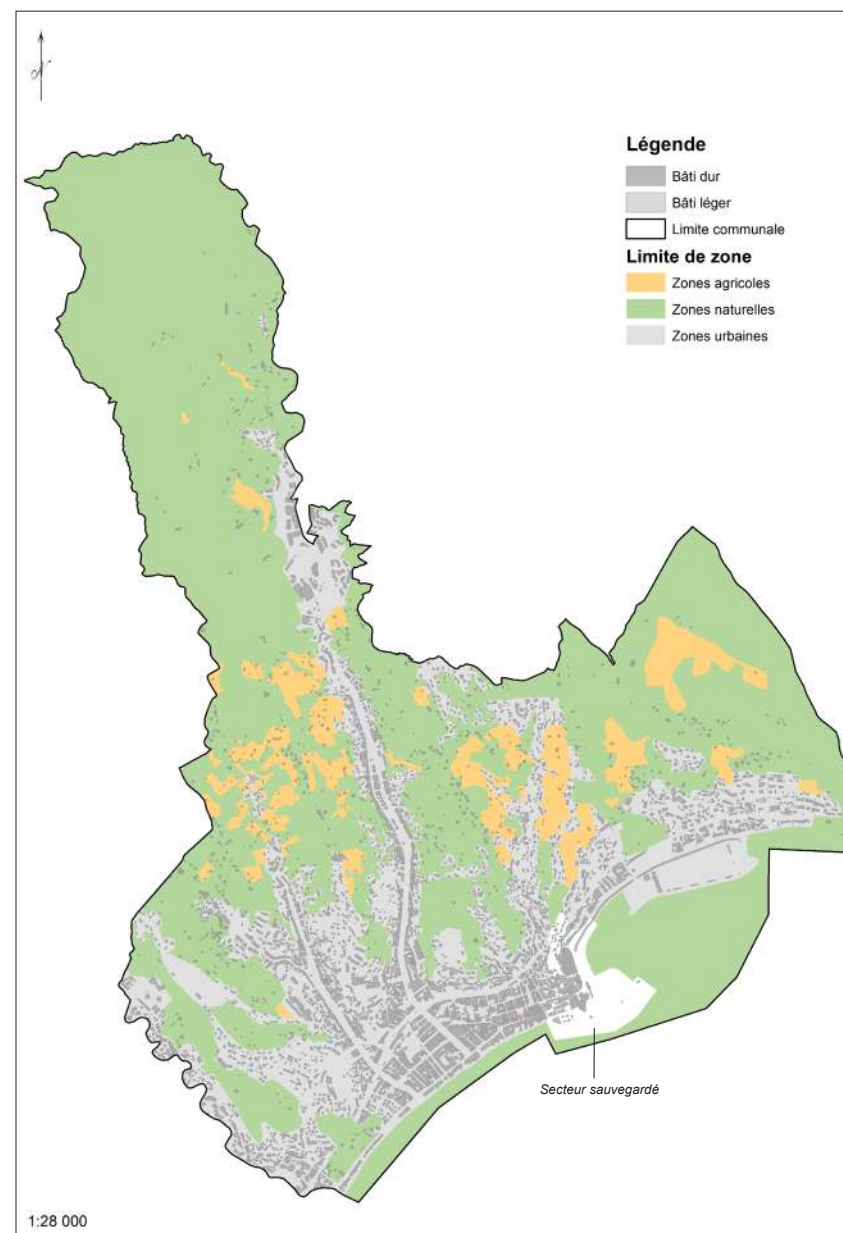 N
Légende
Bâti dur
Bâti léger
Limite communale
Limite de zone
Zones agricoles
Zones naturelles
Zones urbaines
Secteur sauvegardé
1:28 000